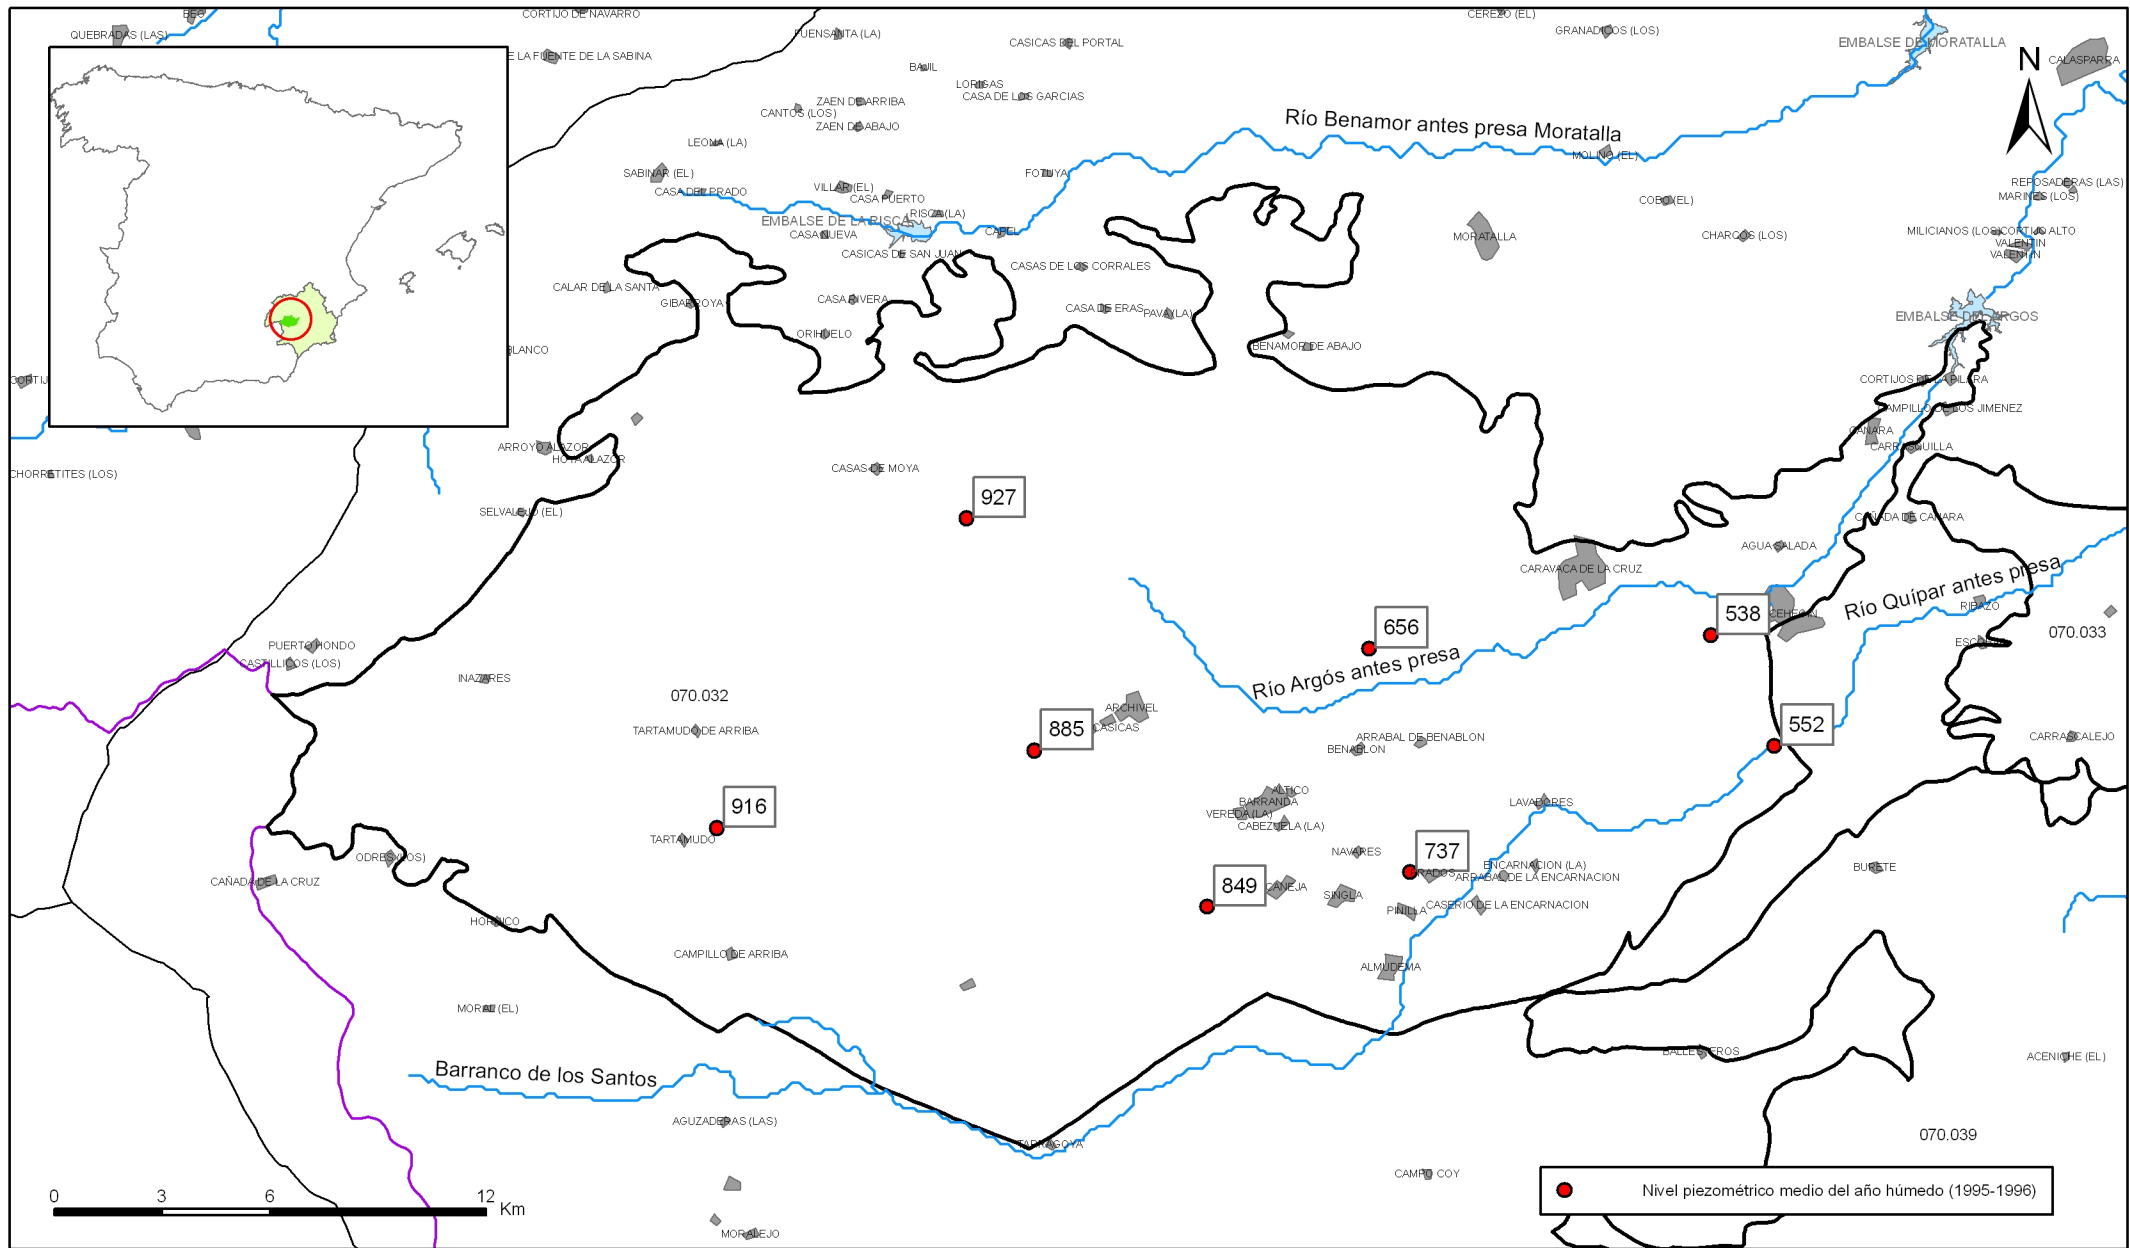 BEG
CORTIJO DE NAVARRO
CEREZO (EL)
QUEBRADAS (LAS)
FUENSANTA (LA)
CASICAS DEL PORTAL
GRANADICOS (LOS)
EMBALSE DE MORATALLA
E LA FUENTE DE LA SABINA
BAJIL
CALASPARRA
N
LORIGAS
CASA DE LOS GARCIAS
ZAEN DE ARRIBA
CANTOS (LOS)
ZAEN DE ABAJO
Río Benamor antes presa Moratalla
LEONA (LA)
MOLINO (EL)
SABINAR (EL)
FOTUYA
CASA DEL PRADO
VILLAR (EL)
CASA PUERTO
REPOSADERAS (LAS)
MARINES (LOS)
COBO (EL)
RISCA (LA)
EMBALSE DE LA RISCA
CASA NUEVA
CAPEL
MORATALLA
CHARCOS (LOS)
MILICIANOS (LOS)
CORTIJO ALTO
VALENTIN
VALENTIN
CASICAS DE SAN JUAN
CASAS DE LOS CORRALES
CALAR DE LA SANTA
GIBARROYA
CASA RIVERA
CASA DE ERAS
PAVA (LA)
EMBALSE DEL ARGOS
ORIHUELO
BLANCO
BENAMOR DE ABAJO
CORTIJ
CORTIJOS DE LA PILARA
CAMPILLO DE LOS JIMENEZ
CANARA
CARRASQUILLA
ARROYO ALAZOR
HOYA ALAZOR
CASAS DE MOYA
CHORRETITES (LOS)
927
SELVALEJO (EL)
CAÑADA DE CANARA
AGUA SALADA
CARAVACA DE LA CRUZ
Río Quípar antes presa
RIBAZO
538
CEHEGIN
656
070.033
ESCOBAR
PUERTO HONDO
CASTILLICOS (LOS)
Río Argós antes presa
INAZARES
070.032
ARCHIVEL
CASICAS
885
552
TARTAMUDO DE ARRIBA
ARRABAL DE BENABLON
BENABLON
CARRASCALEJO
ALTICO
BARRANDA
LAVADORES
916
VEREDA (LA)
CABEZUELA (LA)
TARTAMUDO
NAVARES
737
ODRES (LOS)
ENCARNACION (LA)
BURETE
PRADOS
ARRABAL DE LA ENCARNACION
CAÑADA DE LA CRUZ
849
CANEJA
SINGLA
CASERIO DE LA ENCARNACION
PINILLA
HORNICO
CAMPILLO DE ARRIBA
ALMUDEMA
MORAL (EL)
BALLESTEROS
ACENICHE (EL)
Barranco de los Santos
AGUZADERAS (LAS)
070.039
TARRAGOYA
CAMPO COY
0 3 6 12
Km
Nivel piezométrico medio del año húmedo (1995-1996)
MORALEJO